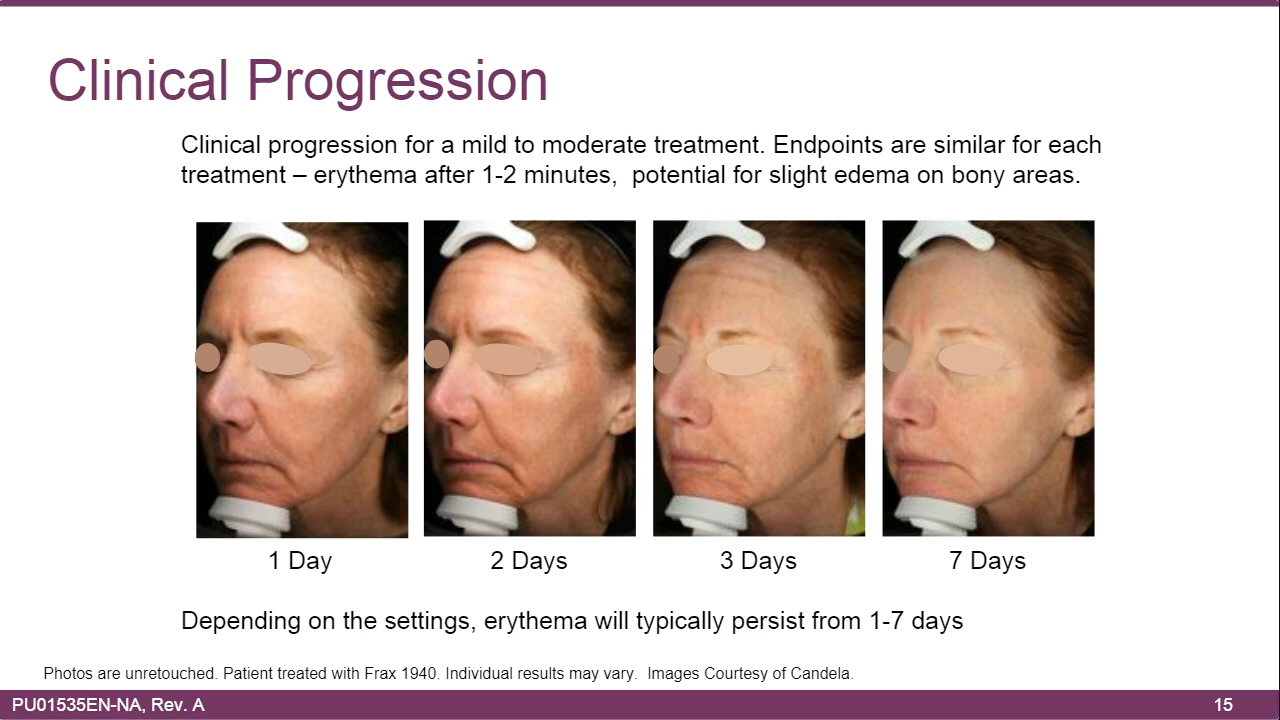 Clinical Progression
Clinical progression for a mild to moderate treatment. Endpoints are similar for each
treatment – erythema after 1-2 minutes,  potential for slight edema on bony areas.
1 Day
2 Days
3 Days
7 Days
Depending on the settings, erythema will typically persist from 1-7 days
Photos are unretouched. Patient treated with Frax 1940. Individual results may vary.  Images Courtesy of Candela.
PU01535EN-NA, Rev. A
15